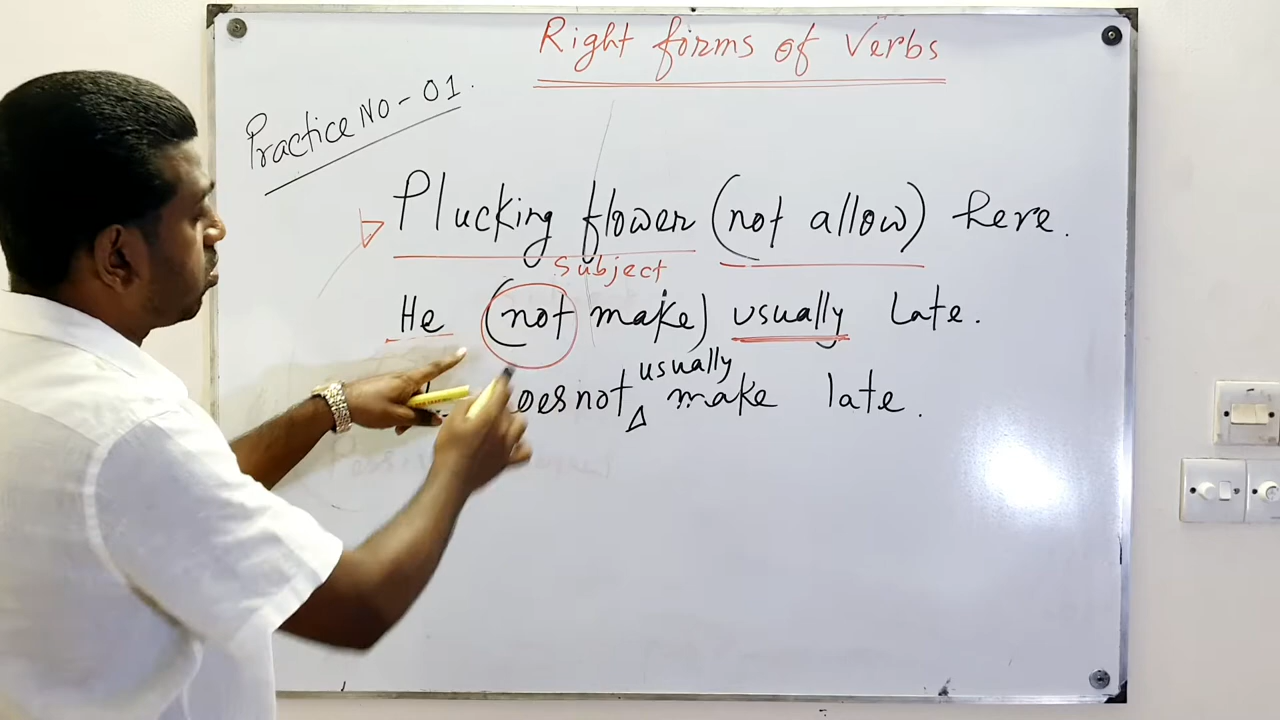 Right forms of Verbs
Practice No - 01.
Plucking flower (not allow) here.
Subject
He (not make) usually late.
usually
oes not make late.